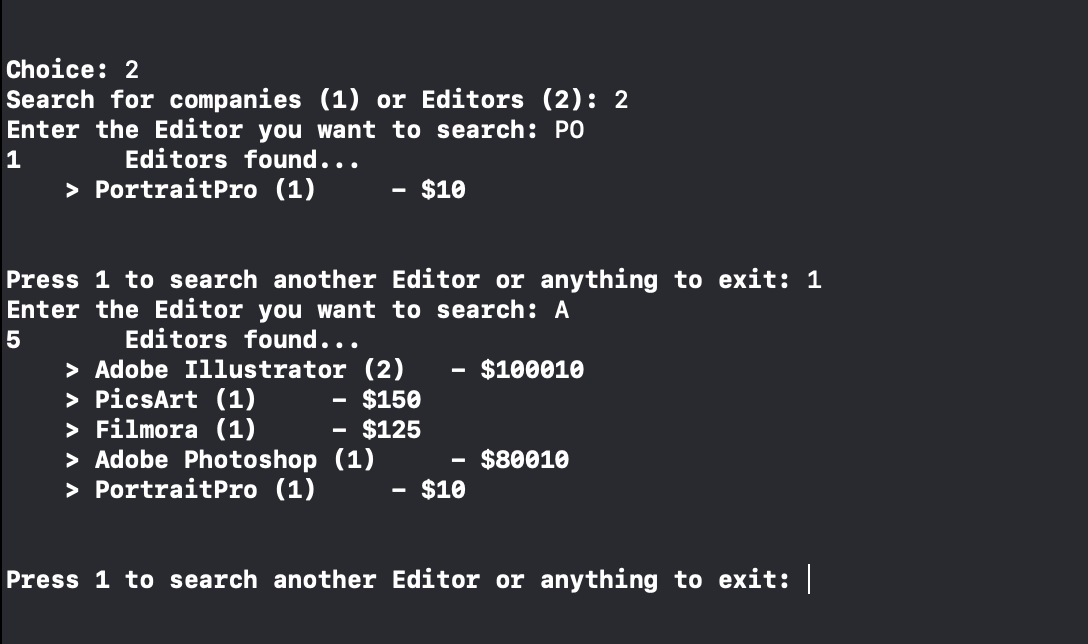 Choice: 2
Search for companies (1) or Editors (2): 2
Enter the Editor you want to search: PO
1       Editors found...
    > PortraitPro (1)     – $10
Press 1 to search another Editor or anything to exit: 1
Enter the Editor you want to search: A
5       Editors found...
    > Adobe Illustrator (2)   – $100010
    > PicsArt (1)     – $150
    > Filmora (1)     – $125
    > Adobe Photoshop (1)     – $80010
    > PortraitPro (1)     – $10
Press 1 to search another Editor or anything to exit: